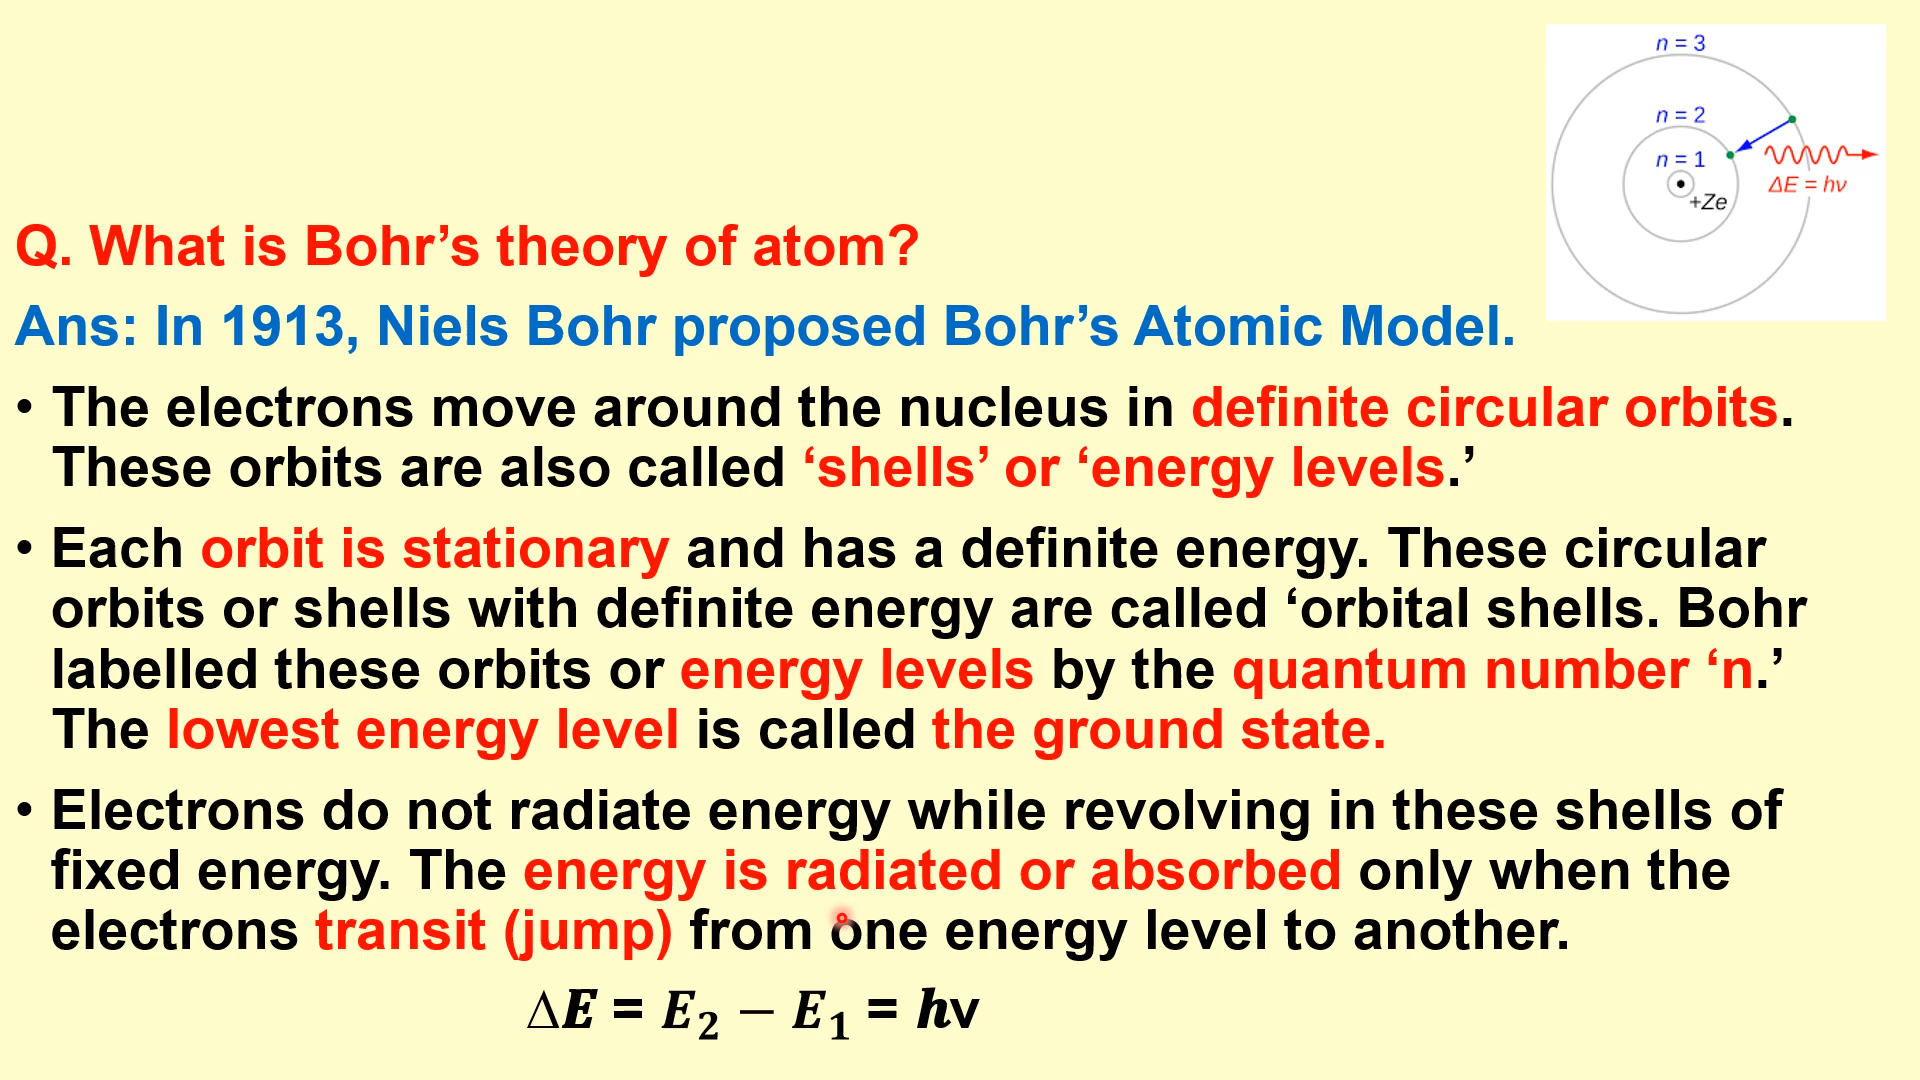 n = 3
n = 2
n = 1
+Ze
ΔE = hν
Q. What is Bohr’s theory of atom?
Ans: In 1913, Niels Bohr proposed Bohr’s Atomic Model.
• The electrons move around the nucleus in definite circular orbits.
These orbits are also called ‘shells’ or ‘energy levels.’
• Each orbit is stationary and has a definite energy. These circular
orbits or shells with definite energy are called ‘orbital shells. Bohr
labelled these orbits or energy levels by the quantum number ‘n.’
The lowest energy level is called the ground state.
• Electrons do not radiate energy while revolving in these shells of
fixed energy. The energy is radiated or absorbed only when the
electrons transit (jump) from one energy level to another.
∆E = E₂ − E₁ = hv